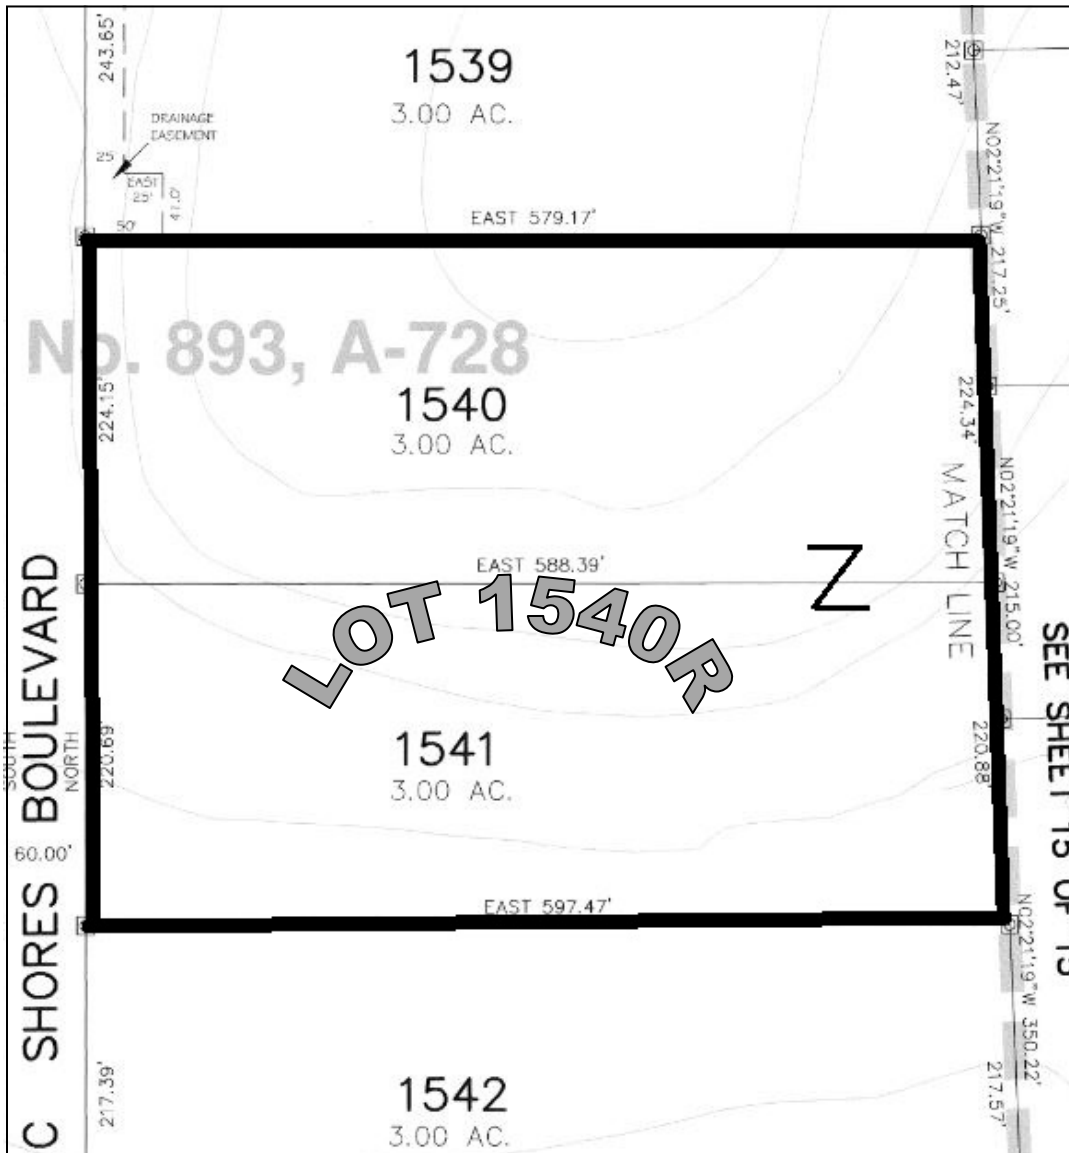 243.65'
1539
3.00 AC.
212.47'
DRAINAGE
EASEMENT
25'
EAST
25'
47.0'
50'
EAST 579.17'
N02°21'19"W 217.25'
No. 893, A-728
224.15'
1540
3.00 AC.
224.34'
MATCH LINE
N02°21'19"W 215.00'
EAST 588.39'
Z
LOT 1540R
SEE SHEET 15 OF 15
SOUTH
NORTH
220.69'
1541
3.00 AC.
220.88'
60.00'
C SHORES BOULEVARD
EAST 597.47'
N02°21'19"W 350.22'
217.39'
1542
3.00 AC.
217.57'